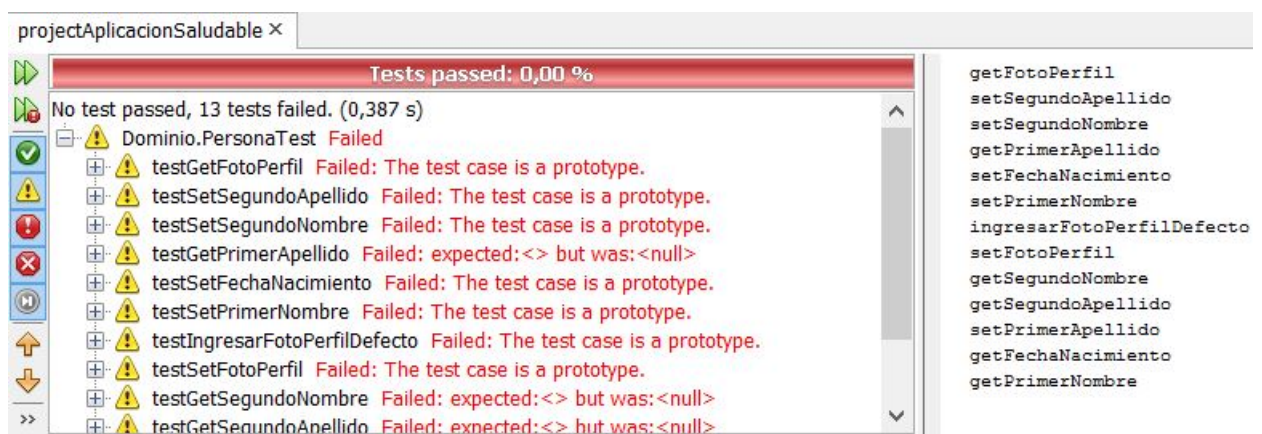 projectAplicacionSaludable ×
Tests passed: 0,00 %
No test passed, 13 tests failed. (0,387 s)
Dominio.PersonaTest Failed
testGetFotoPerfil Failed: The test case is a prototype.
testSetSegundoApellido Failed: The test case is a prototype.
testSetSegundoNombre Failed: The test case is a prototype.
testGetPrimerApellido Failed: expected:<> but was:<null>
testSetFechaNacimiento Failed: The test case is a prototype.
testSetPrimerNombre Failed: The test case is a prototype.
testIngresarFotoPerfilDefecto Failed: The test case is a prototype.
testSetFotoPerfil Failed: The test case is a prototype.
testGetSegundoNombre Failed: expected:<> but was:<null>
testGetSegundoApellido Failed: expected:<> but was:<null>
>>
getFotoPerfil
setSegundoApellido
setSegundoNombre
getPrimerApellido
setFechaNacimiento
setPrimerNombre
ingresarFotoPerfilDefecto
setFotoPerfil
getSegundoNombre
getSegundoApellido
setPrimerApellido
getFechaNacimiento
getPrimerNombre